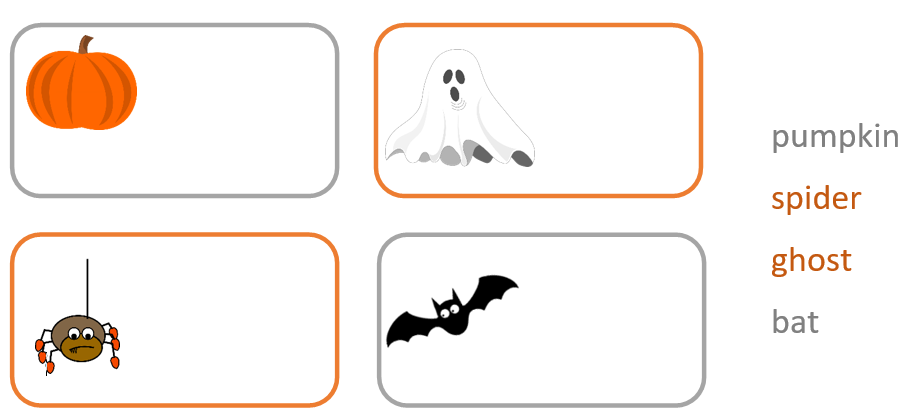 pumpkin
spider
ghost
bat